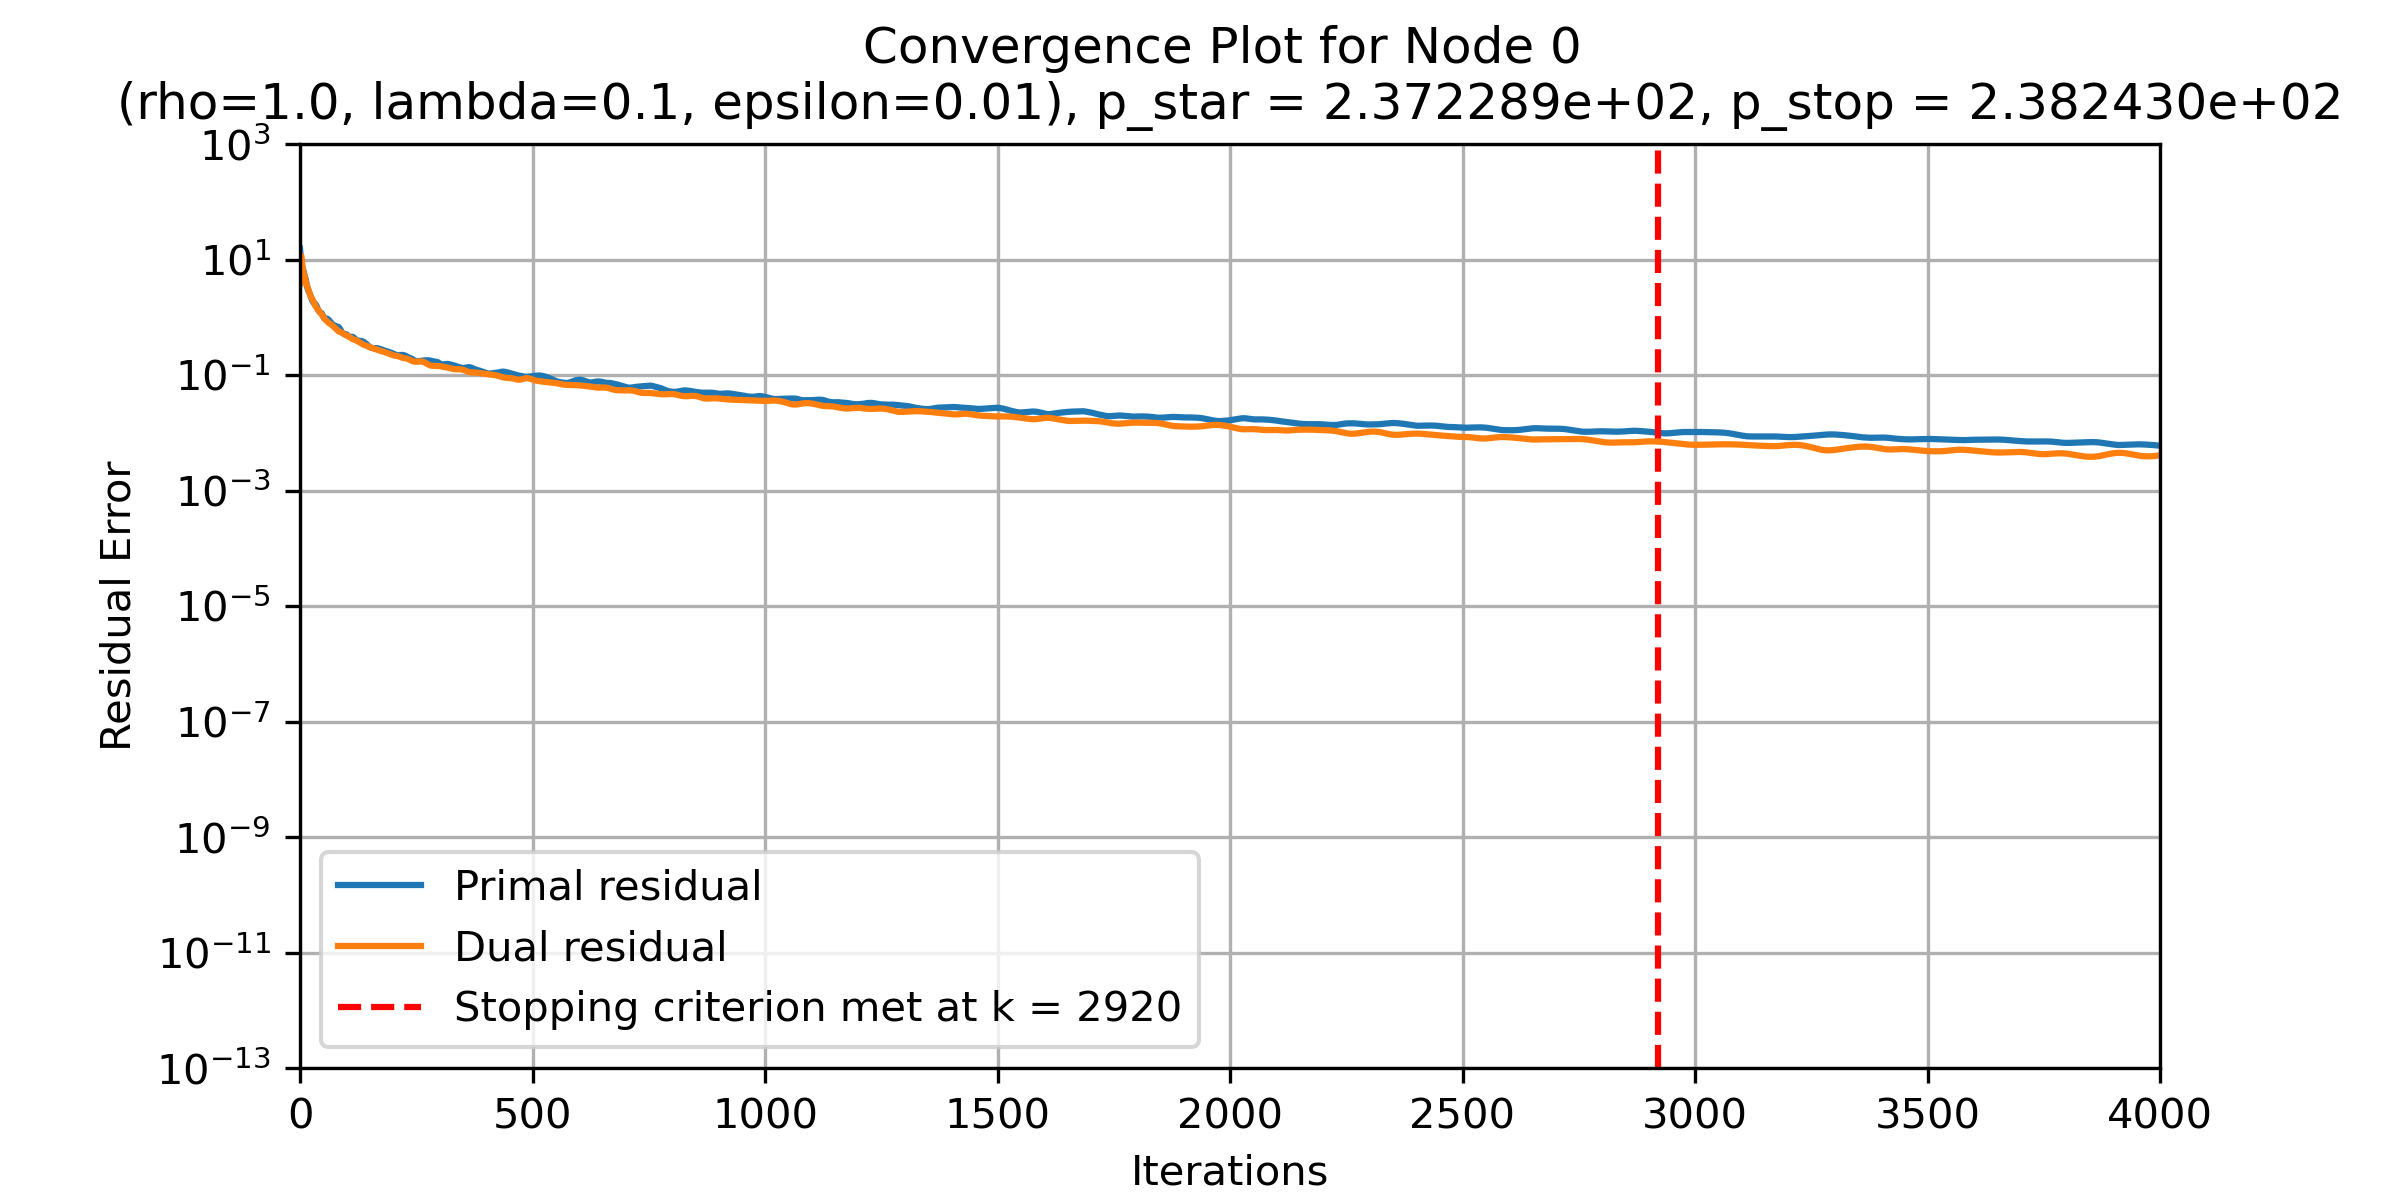 Convergence Plot for Node 0
(rho=1.0, lambda=0.1, epsilon=0.01), p_star = 2.372289e+02, p_stop = 2.382430e+02
10³
10¹
10⁻¹
10⁻³
10⁻⁵
10⁻⁷
10⁻⁹
10⁻¹¹
10⁻¹³
Residual Error
Primal residual
Dual residual
Stopping criterion met at k = 2920
0 500 1000 1500 2000 2500 3000 3500 4000
Iterations